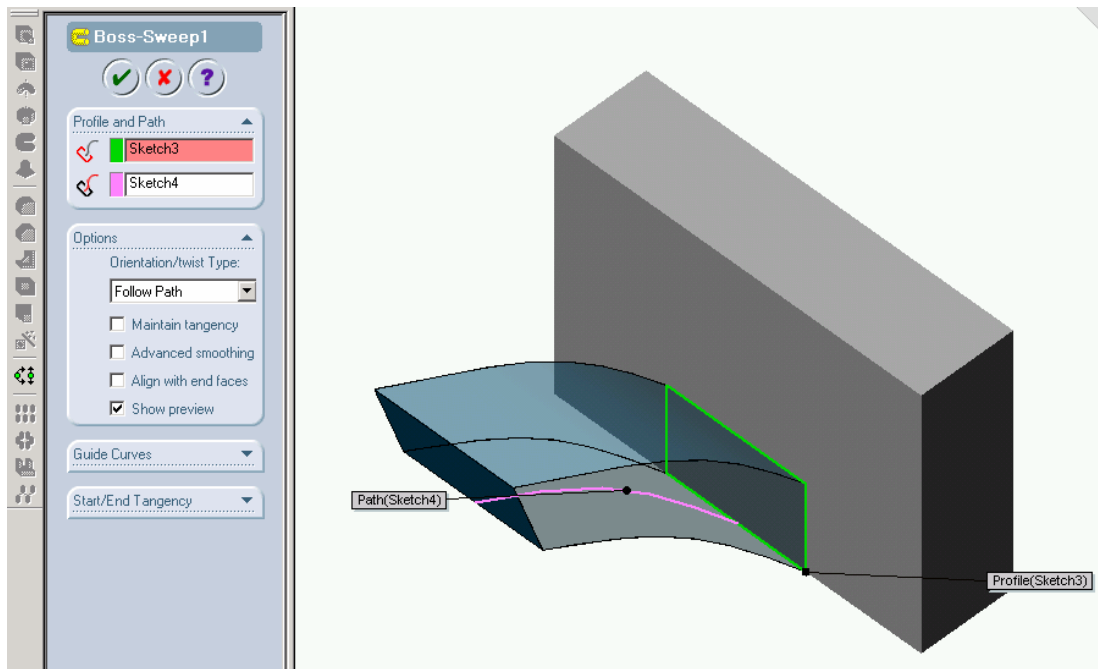 Boss-Sweep1
?
Profile and Path
Sketch3
Sketch4
Options
Orientation/twist Type:
Follow Path
Maintain tangency
Advanced smoothing
Align with end faces
Show preview
Guide Curves
Start/End Tangency
Path(Sketch4)
Profile(Sketch3)